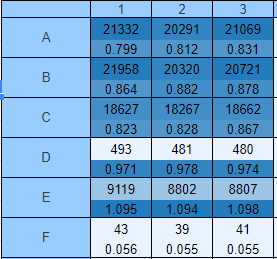 1 2 3
A 21332 20291 21069
0.799 0.812 0.831
B 21958 20320 20721
0.864 0.882 0.878
C 18627 18267 18662
0.823 0.828 0.867
D 493 481 480
0.971 0.978 0.974
E 9119 8802 8807
1.095 1.094 1.098
F 43 39 41
0.056 0.055 0.055